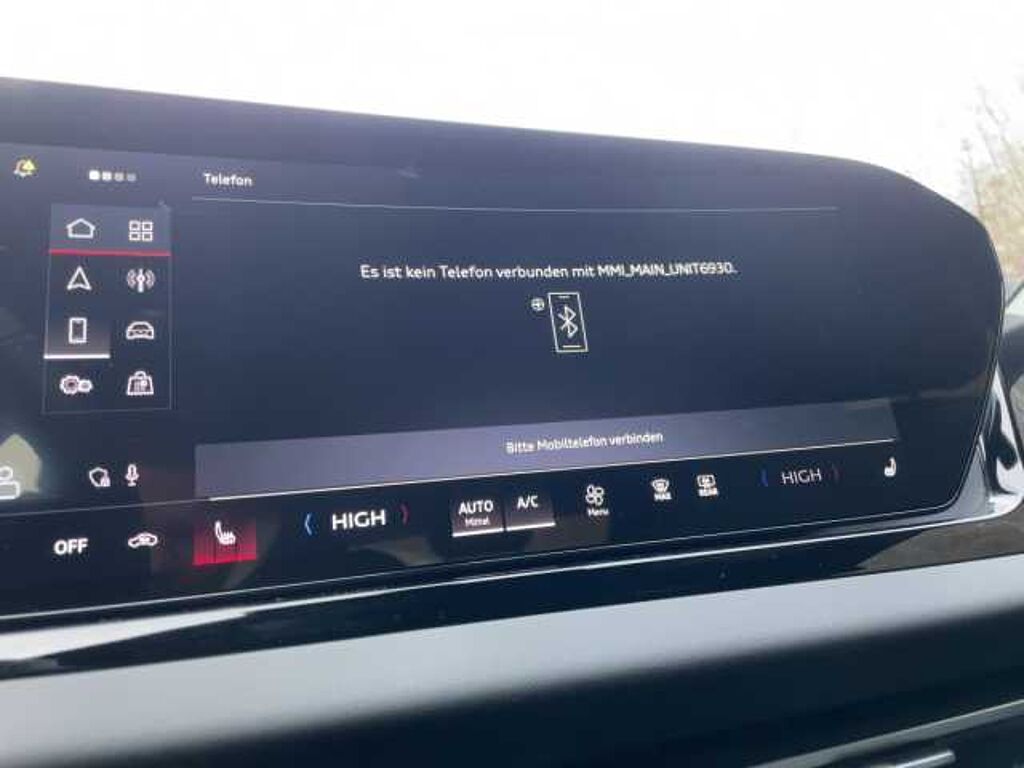 Telefon
Es ist kein Telefon verbunden mit MMI_MAIN_UNIT6930.
Bitte Mobiltelefon verbinden
OFF
HIGH
AUTO
Mittel
A/C
Menu
MAX
REAR
HIGH